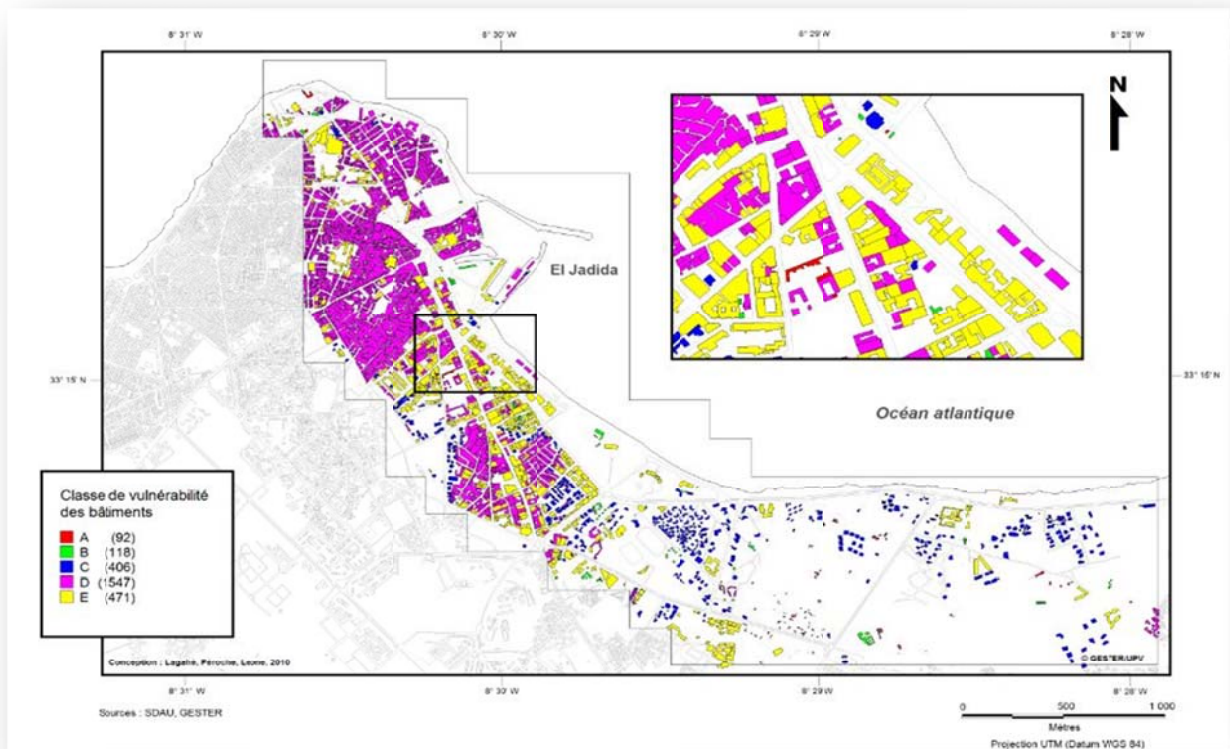 8° 31' W
8° 30' W
8° 29' W
8° 28' W
N
El Jadida
33° 15' N
33° 15' N
Océan atlantique
Classe de vulnérabilité
des bâtiments
A (92)
B (118)
C (406)
D (1547)
E (471)
Conception : Lagahé, Péroche, Leone, 2010
© GESTER/UPV
8° 31' W
8° 30' W
8° 29' W
8° 28' W
Sources : SDAU, GESTER
0 500 1 000
Mètres
Projection UTM (Datum WGS 84)